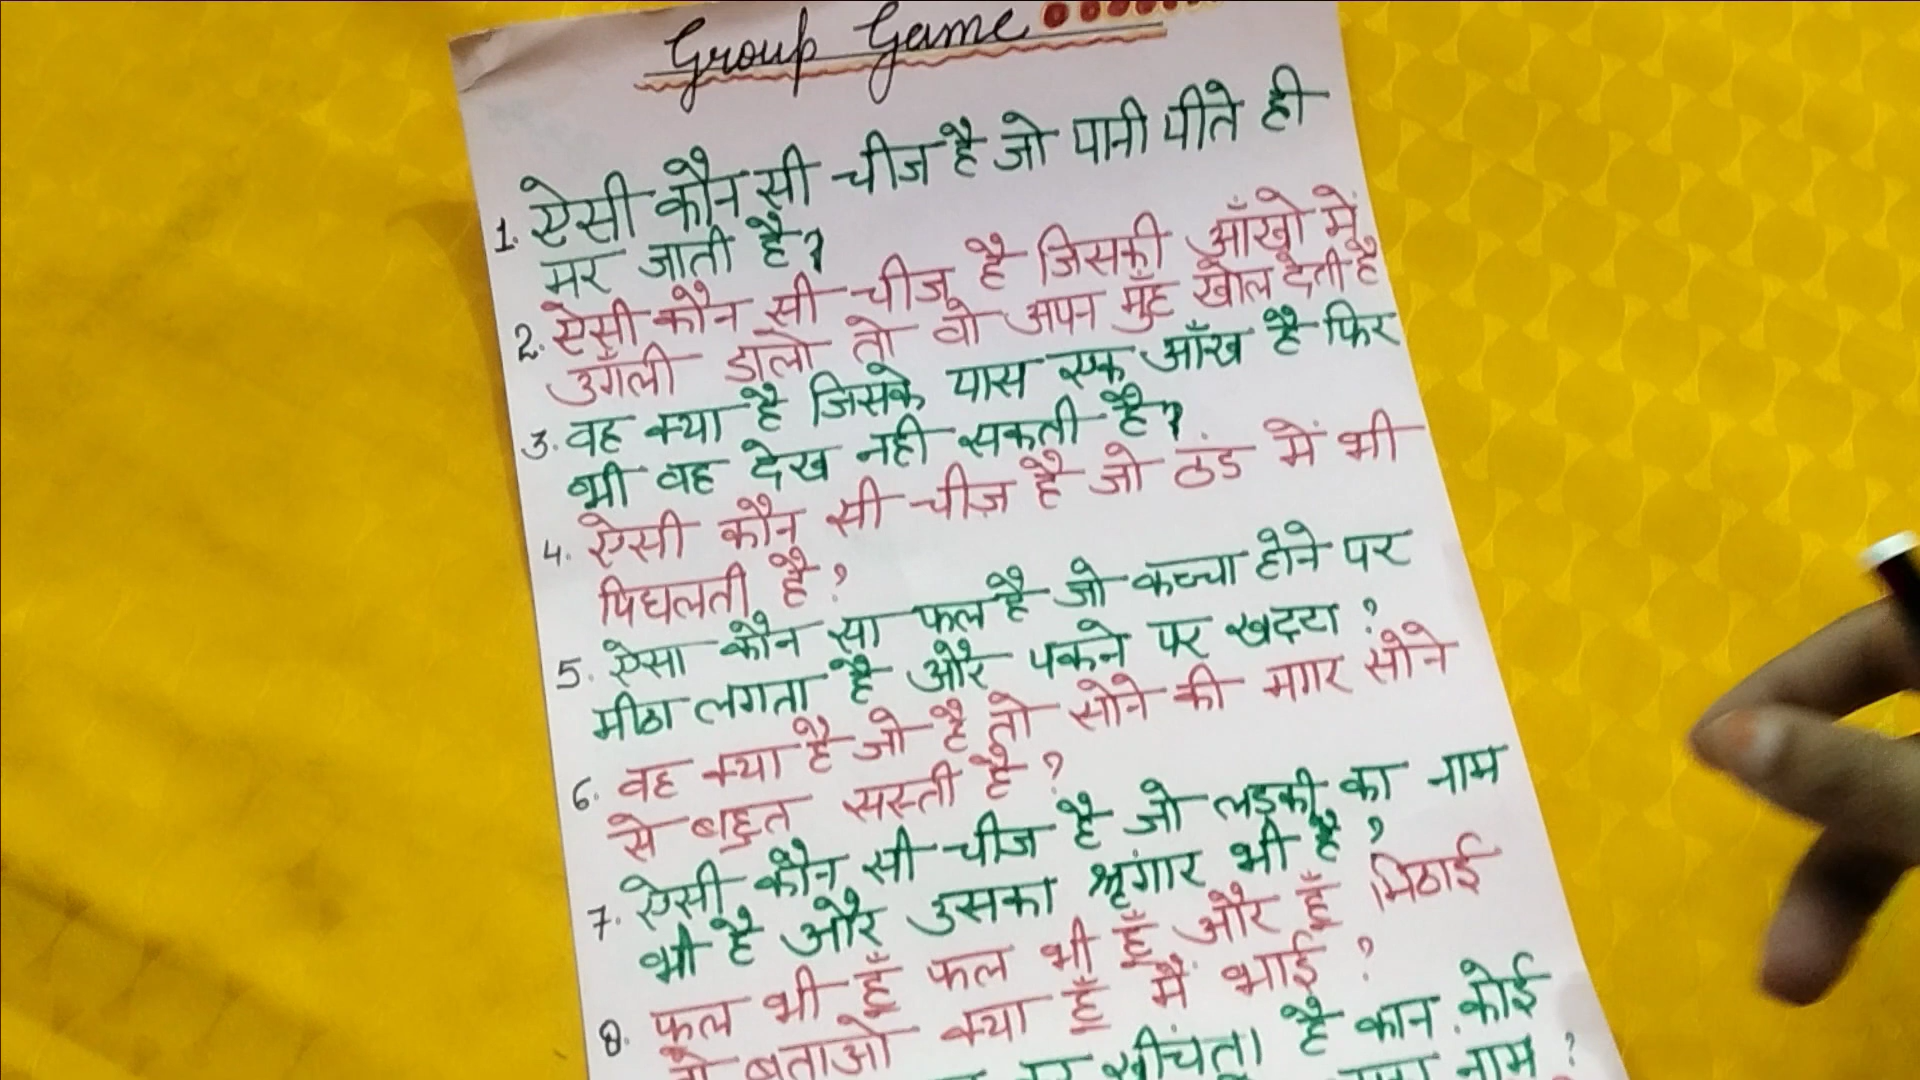 Group Game
1. ऐसी कौन सी चीज है जो पानी पीते ही
मर जाती है?
2. ऐसी कौन सी चीज है जिसकी आँखो में
उँगली डालो तो वो अपन मुँह खोल देती है
3. वह क्या है जिसके पास एक आँख है फिर
भी वह देख नही सकती है?
4. ऐसी कौन सी चीज़ है जो ठंड में भी
पिघलती है?
5. ऐसा कौन सा फल है जो कच्चा होने पर
मीठा लगता है और पकने पर खट्टा?
6. वह क्या है जो है तो सोने की मगर सोने
से बहुत सस्ती है?
7. ऐसी कौन सी चीज है जो लड़की का नाम
भी है और उसका श्रृंगार भी है?
8. फूल भी हूँ फल भी हूँ और हूँ मिठाई
तो बताओ क्या हूँ मैं भाई?
खींचता है कान कोई
नाम?